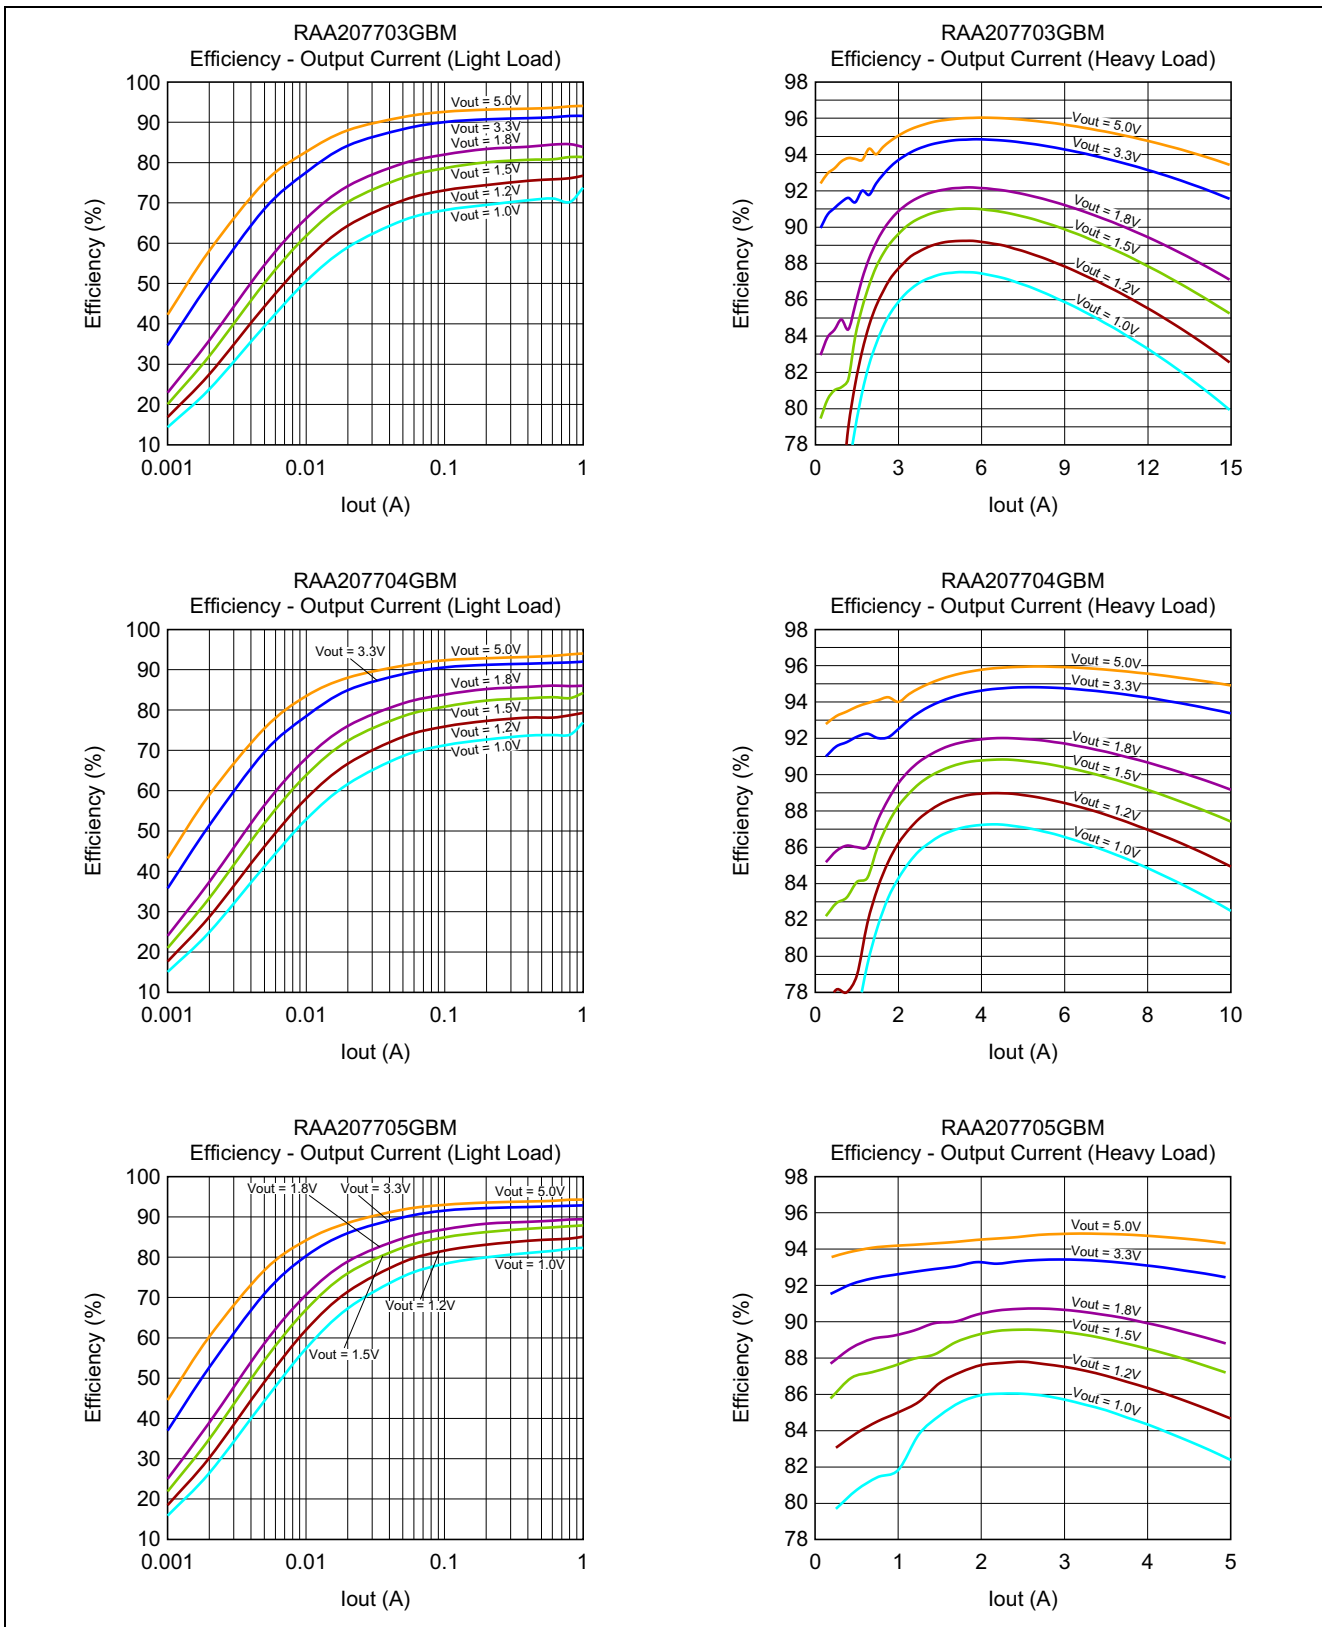 RAA207703GBM
Efficiency - Output Current (Light Load)
100
90
80
70
60
50
40
30
20
10
Efficiency (%)
Vout = 5.0V
Vout = 3.3V
Vout = 1.8V
Vout = 1.5V
Vout = 1.2V
Vout = 1.0V
0.001 0.01 0.1 1
Iout (A)
RAA207703GBM
Efficiency - Output Current (Heavy Load)
98
96
94
92
90
88
86
84
82
80
78
Efficiency (%)
Vout = 5.0V
Vout = 3.3V
Vout = 1.8V
Vout = 1.5V
Vout = 1.2V
Vout = 1.0V
0 3 6 9 12 15
Iout (A)
RAA207704GBM
Efficiency - Output Current (Light Load)
100
90
80
70
60
50
40
30
20
10
Efficiency (%)
Vout = 3.3V
Vout = 5.0V
Vout = 1.8V
Vout = 1.5V
Vout = 1.2V
Vout = 1.0V
0.001 0.01 0.1 1
Iout (A)
RAA207704GBM
Efficiency - Output Current (Heavy Load)
98
96
94
92
90
88
86
84
82
80
78
Efficiency (%)
Vout = 5.0V
Vout = 3.3V
Vout = 1.8V
Vout = 1.5V
Vout = 1.2V
Vout = 1.0V
0 2 4 6 8 10
Iout (A)
RAA207705GBM
Efficiency - Output Current (Light Load)
100
90
80
70
60
50
40
30
20
10
Efficiency (%)
Vout = 1.8V
Vout = 3.3V
Vout = 5.0V
Vout = 1.0V
Vout = 1.2V
Vout = 1.5V
0.001 0.01 0.1 1
Iout (A)
RAA207705GBM
Efficiency - Output Current (Heavy Load)
98
96
94
92
90
88
86
84
82
80
78
Efficiency (%)
Vout = 5.0V
Vout = 3.3V
Vout = 1.8V
Vout = 1.5V
Vout = 1.2V
Vout = 1.0V
0 1 2 3 4 5
Iout (A)